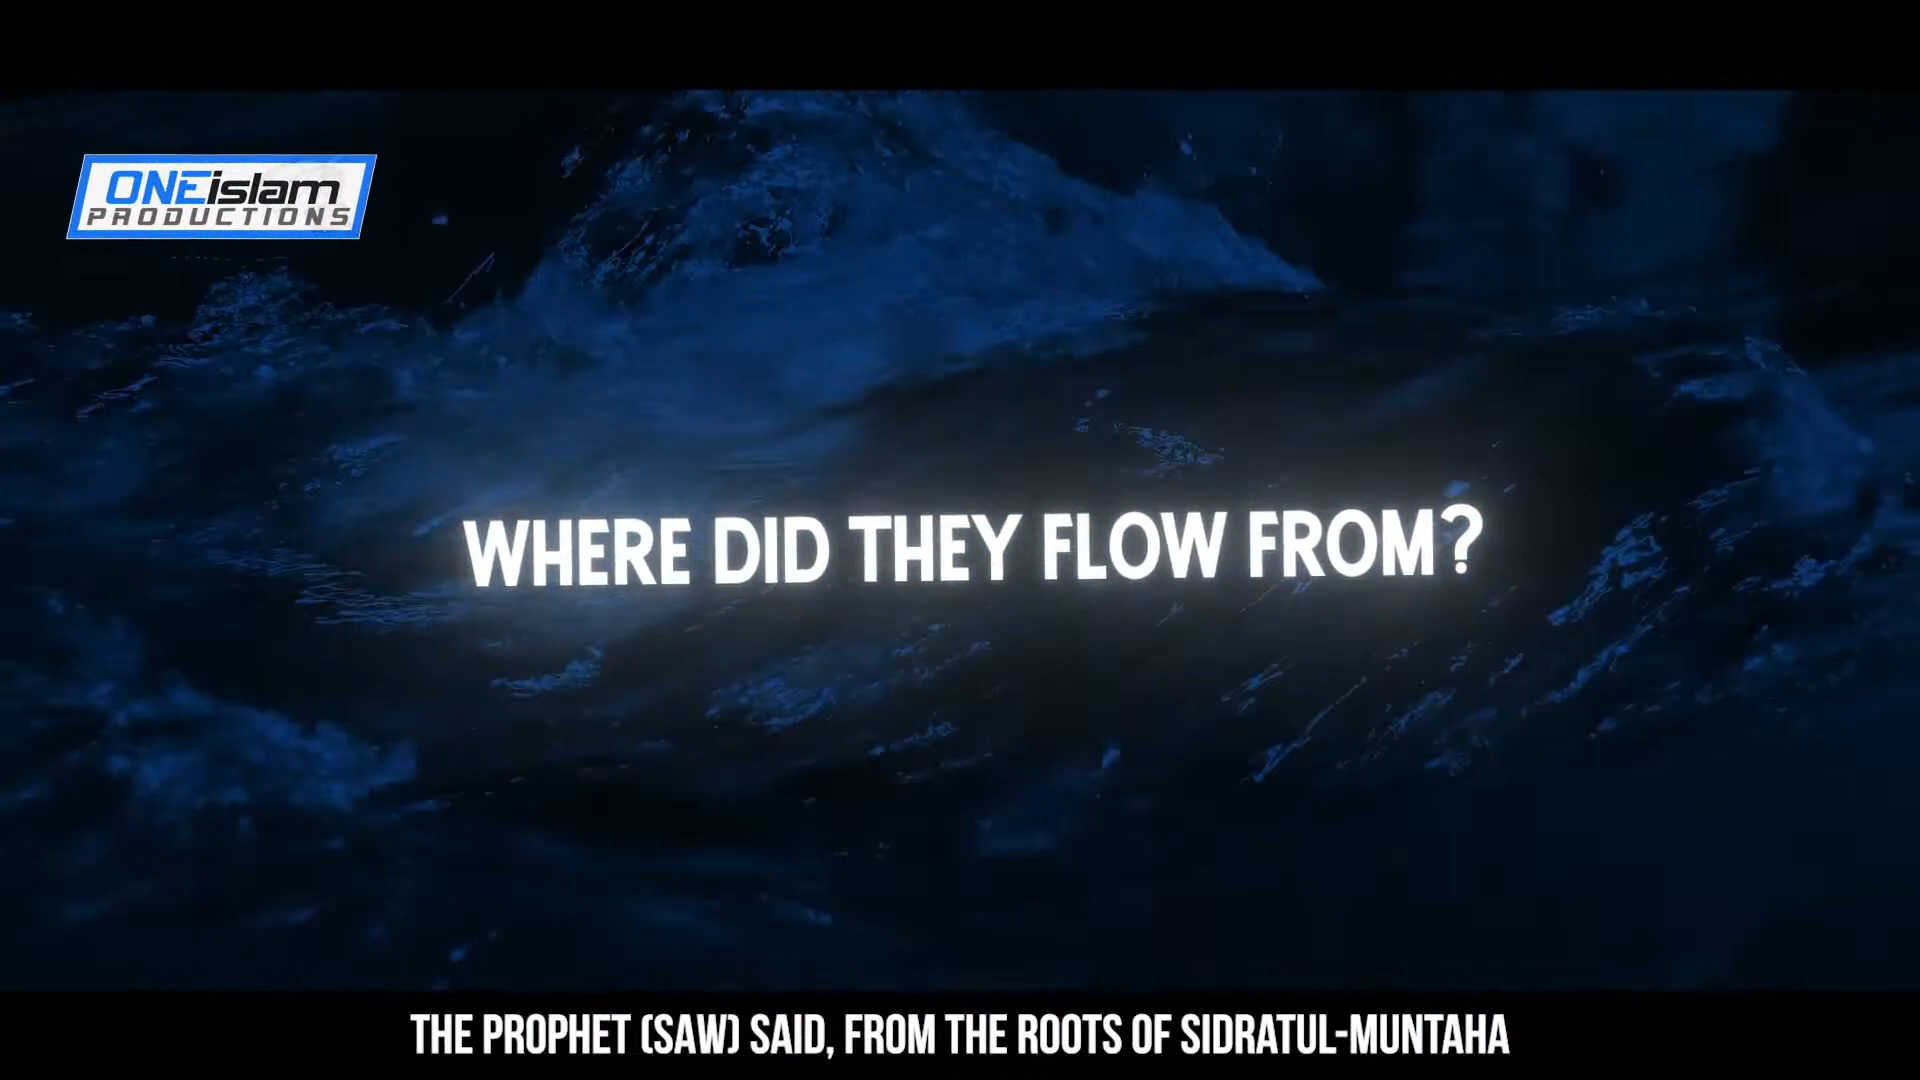 ONEislam
PRODUCTIONS
WHERE DID THEY FLOW FROM?
THE PROPHET (SAW) SAID, FROM THE ROOTS OF SIDRATUL-MUNTAHA